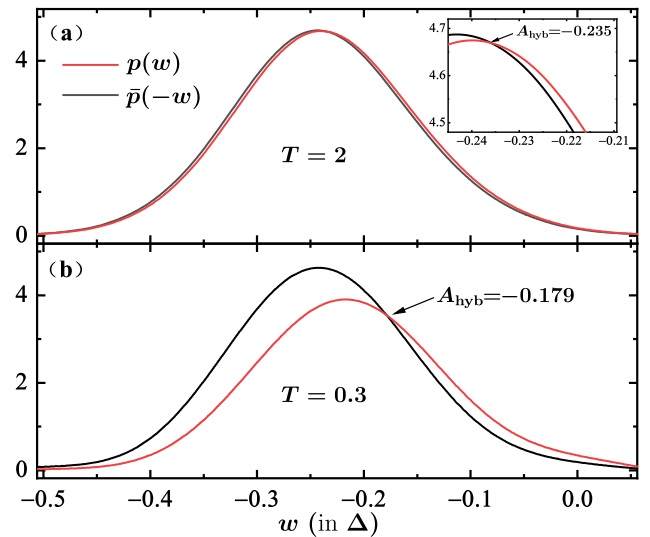 (a)
p(w)
p̄(−w)
T = 2
4
2
0
A_hyb=−0.235
4.7
4.6
4.5
−0.24 −0.23 −0.22 −0.21
(b)
A_hyb=−0.179
T = 0.3
4
2
0
−0.5 −0.4 −0.3 −0.2 −0.1 0.0
w (in Δ)